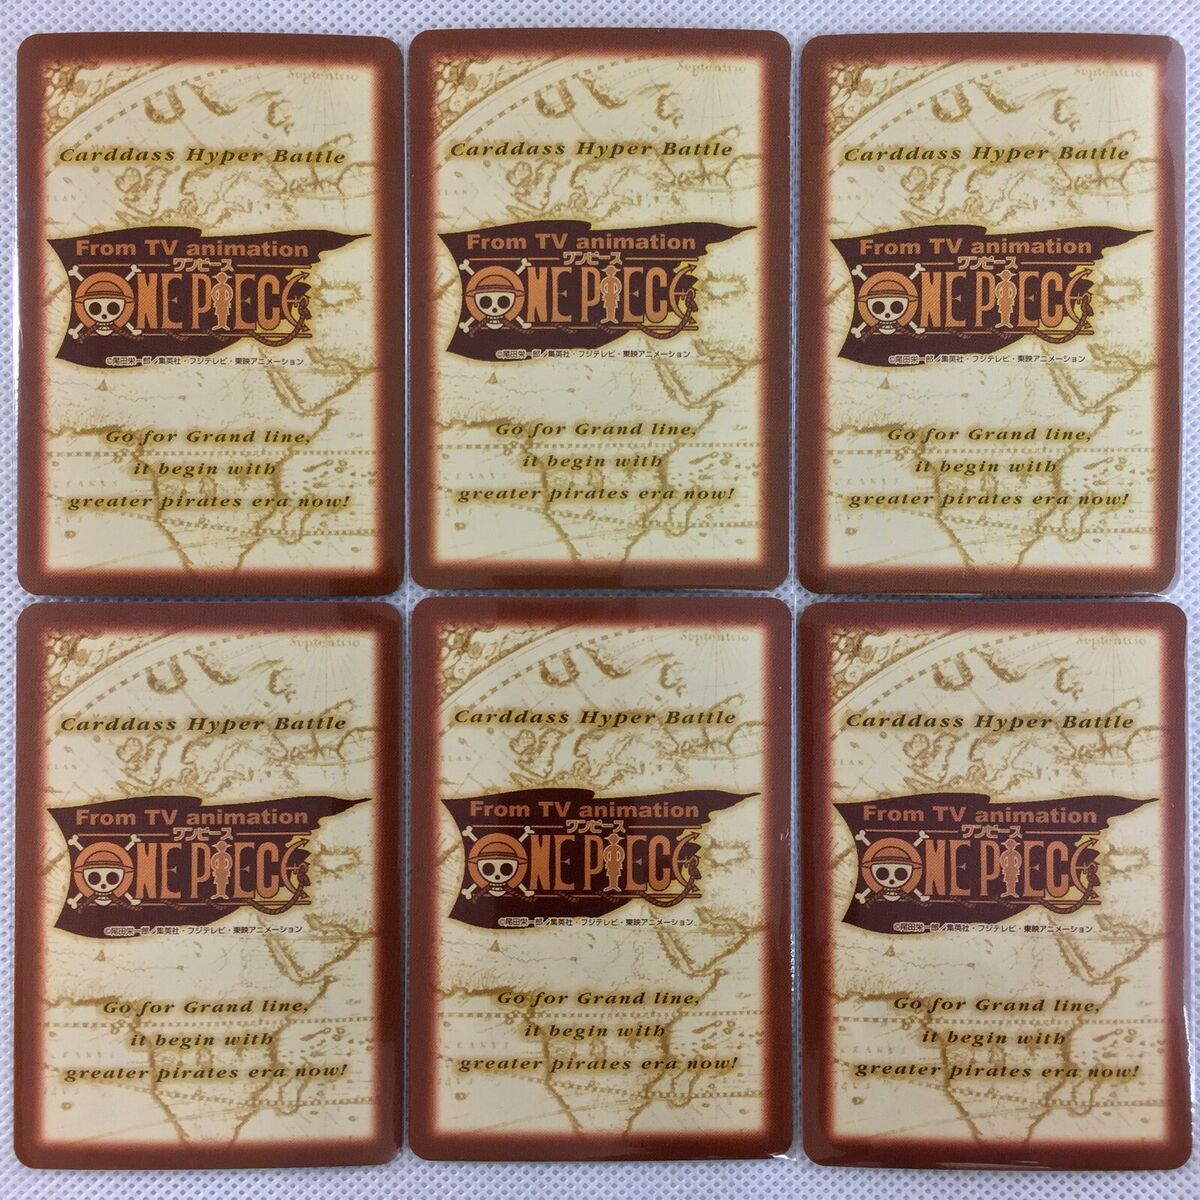 Septentrio
Carddass Hyper Battle
From TV animation
ワンピース
ONE PIECE
©尾田栄一郎／集英社・フジテレビ・東映アニメーション
Go for Grand line,
it begin with
greater pirates era now!
Septentrio
Carddass Hyper Battle
From TV animation
ワンピース
ONE PIECE
©尾田栄一郎／集英社・フジテレビ・東映アニメーション
Go for Grand line,
it begin with
greater pirates era now!
Septentrio
Carddass Hyper Battle
From TV animation
ワンピース
ONE PIECE
©尾田栄一郎／集英社・フジテレビ・東映アニメーション
Go for Grand line,
it begin with
greater pirates era now!
Septentrio
Carddass Hyper Battle
From TV animation
ワンピース
ONE PIECE
©尾田栄一郎／集英社・フジテレビ・東映アニメーション
Go for Grand line,
it begin with
greater pirates era now!
Septentrio
Carddass Hyper Battle
From TV animation
ワンピース
ONE PIECE
©尾田栄一郎／集英社・フジテレビ・東映アニメーション
Go for Grand line,
it begin with
greater pirates era now!
Septentrio
Carddass Hyper Battle
From TV animation
ワンピース
ONE PIECE
©尾田栄一郎／集英社・フジテレビ・東映アニメーション
Go for Grand line,
it begin with
greater pirates era now!